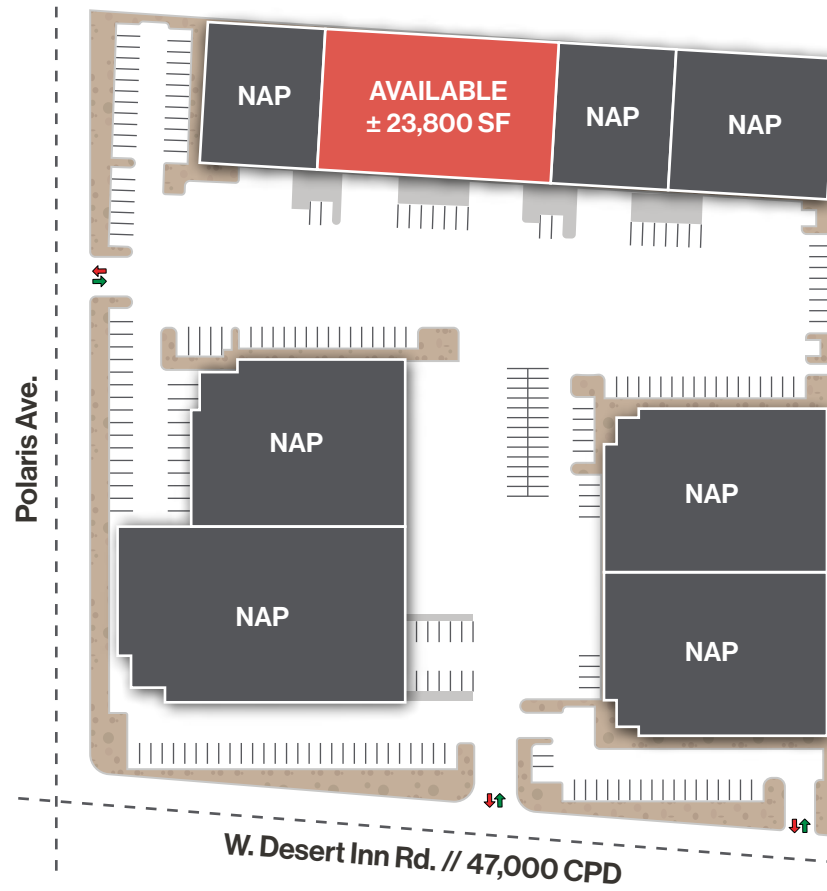 NAP
AVAILABLE
± 23,800 SF
NAP
NAP
Polaris Ave.
NAP
NAP
NAP
NAP
W. Desert Inn Rd. // 47,000 CPD